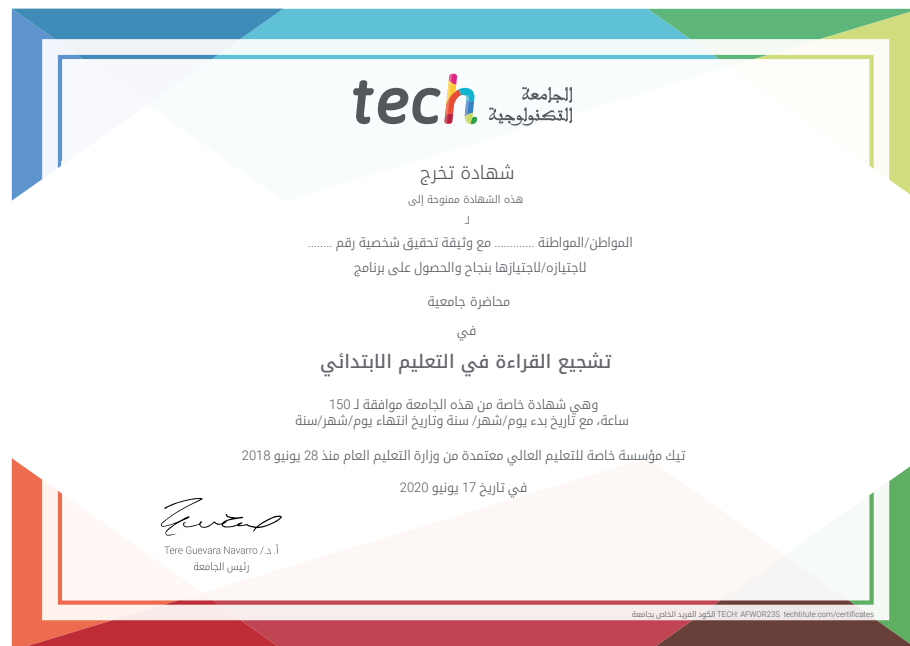 tech الجامعة
التكنولوجية
شهادة تخرج
هذه الشهادة ممنوحة إلى
لـ
المواطن/المواطنة ............ مع وثيقة تحقيق شخصية رقم ........
لاجتيازه/لاجتيازها بنجاح والحصول على برنامج
محاضرة جامعية
في
تشجيع القراءة في التعليم الابتدائي
وهي شهادة خاصة من هذه الجامعة موافقة لـ 150
ساعة، مع تاريخ بدء يوم/شهر/ سنة وتاريخ انتهاء يوم/شهر/سنة
تيك مؤسسة خاصة للتعليم العالي معتمدة من وزارة التعليم العام منذ 28 يونيو 2018
في تاريخ 17 يونيو 2020
أ. د./ Tere Guevara Navarro
رئيس الجامعة
الكود الفريد الخاص بجامعة TECH: AFWOR23S techtitute.com/certificates